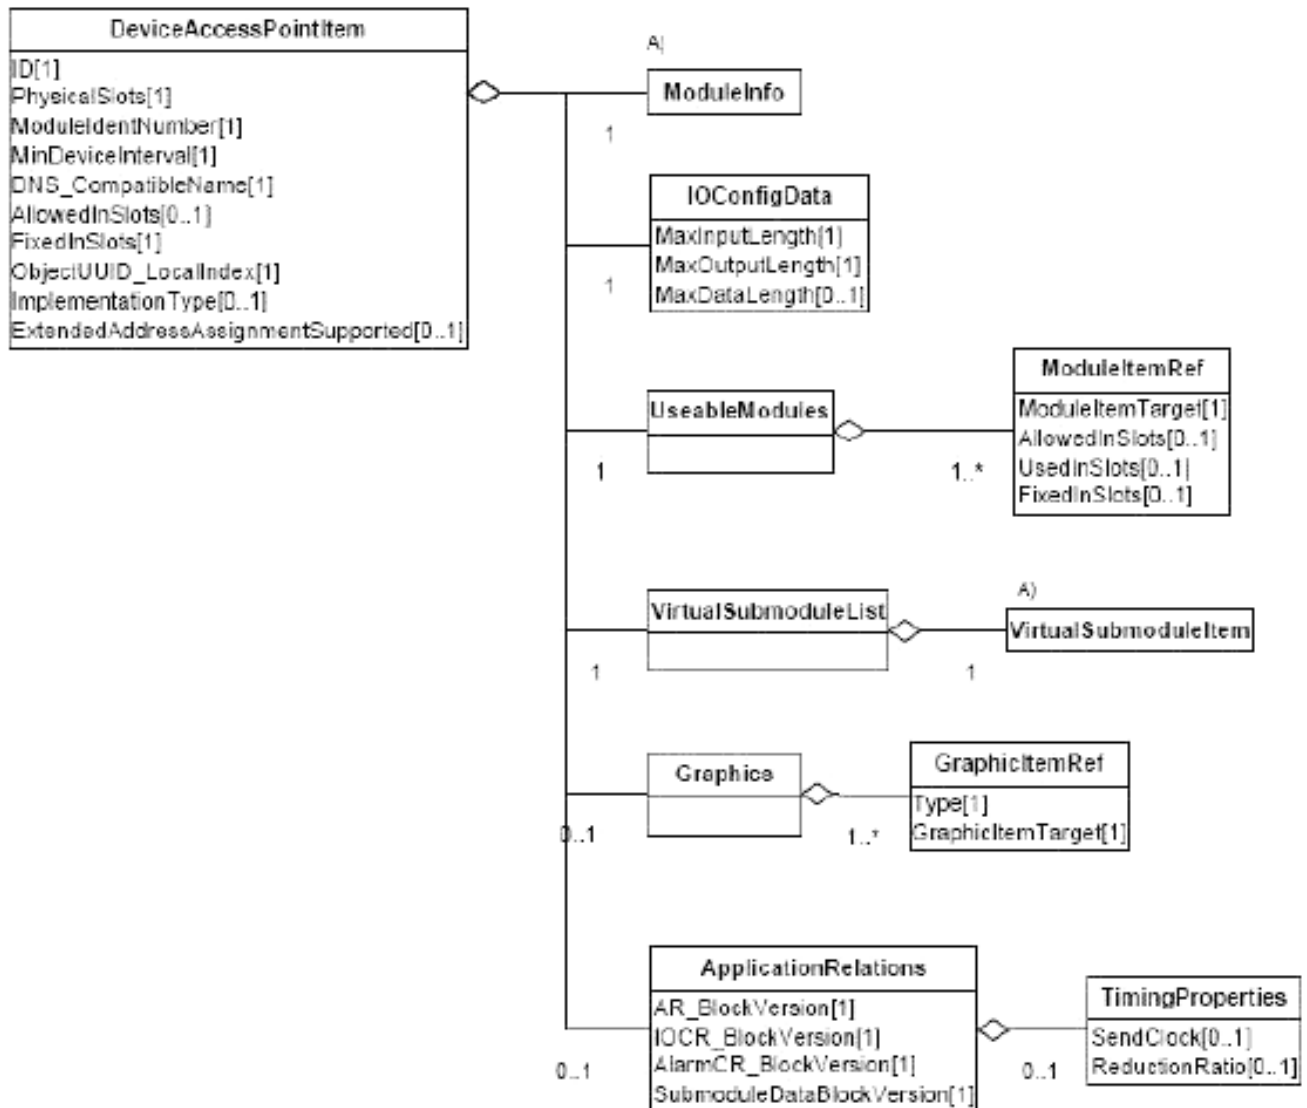 DeviceAccessPointItem
ID[1]
PhysicalSlots[1]
ModuleIdentNumber[1]
MinDeviceInterval[1]
DNS_CompatibleName[1]
AllowedInSlots[0..1]
FixedInSlots[1]
ObjectUUID_LocalIndex[1]
ImplementationType[0..1]
ExtendedAddressAssignmentSupported[0..1]
A)
ModuleInfo
1
IOConfigData
MaxInputLength[1]
MaxOutputLength[1]
MaxDataLength[0..1]
1
UseableModules
1
1..*
ModuleItemRef
ModuleItemTarget[1]
AllowedInSlots[0..1]
UsedInSlots[0..1]
FixedInSlots[0..1]
VirtualSubmoduleList
1
1
A)
VirtualSubmoduleItem
Graphics
0..1
1..*
GraphicItemRef
Type[1]
GraphicItemTarget[1]
ApplicationRelations
AR_BlockVersion[1]
IOCR_BlockVersion[1]
AlarmCR_BlockVersion[1]
SubmoduleDataBlockVersion[1]
0..1
0..1
TimingProperties
SendClock[0..1]
ReductionRatio[0..1]